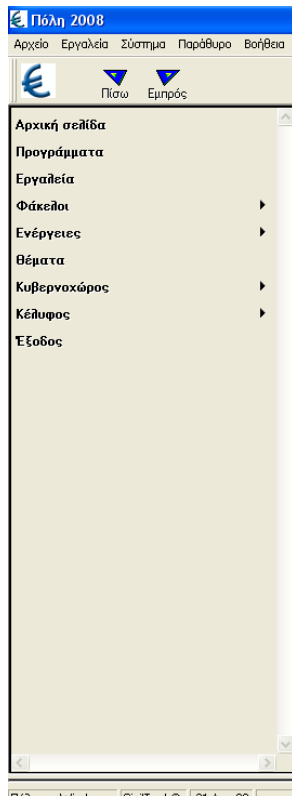 Πόλη 2008
Αρχείο Εργαλεία Σύστημα Παράθυρο Βοήθεια
€ Πίσω Εμπρός
Αρχική σελίδα
Προγράμματα
Εργαλεία
Φάκελοι
Ενέργειες
Θέματα
Κυβερνοχώρος
Κέλυφος
Έξοδος